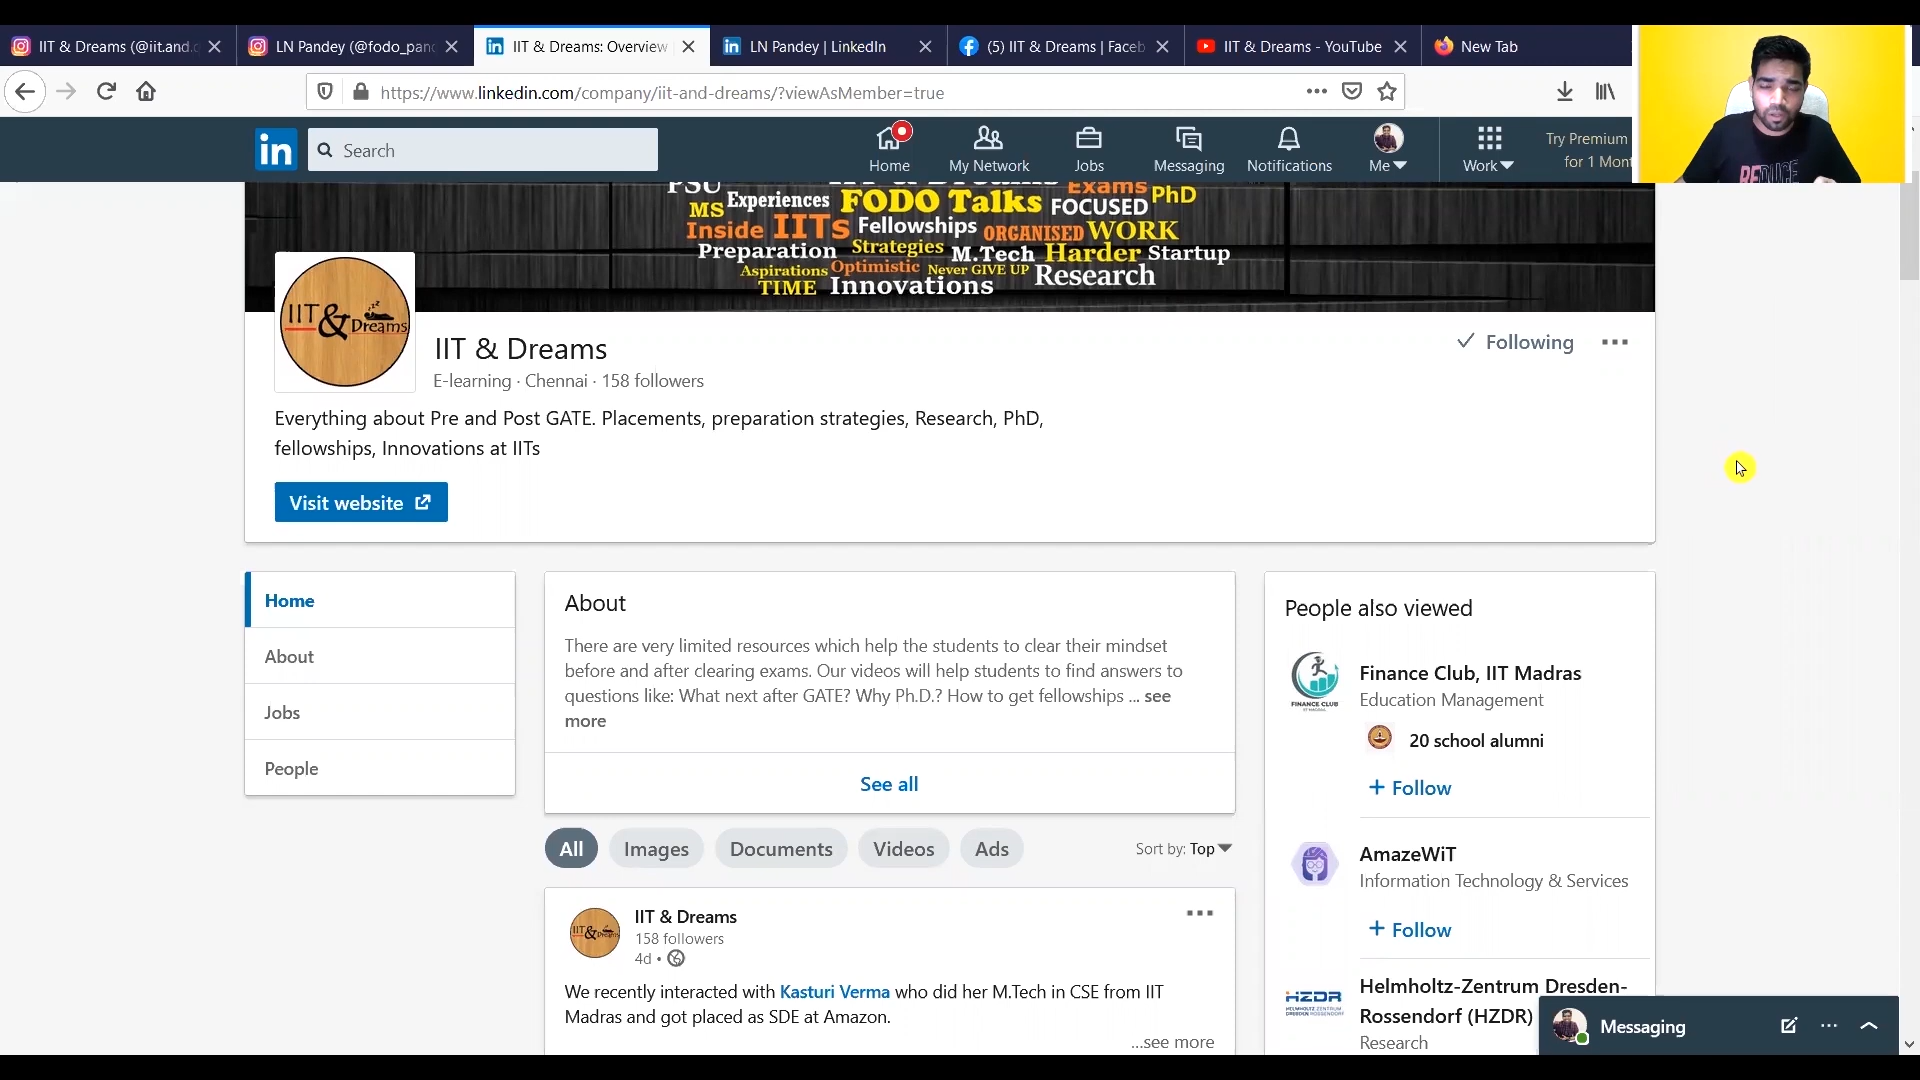 IIT & Dreams (@iit.and.
LN Pandey (@fodo_pan
IIT & Dreams: Overview
LN Pandey | LinkedIn
(5) IIT & Dreams | Faceb
IIT & Dreams - YouTube
New Tab
https://www.linkedin.com/company/iit-and-dreams/?viewAsMember=true
in
Search
Home
My Network
Jobs
Messaging
Notifications
Me
Work
Try Premium
for 1 Mont
PSU
Exams
MS Experiences FODO Talks FOCUSED PhD
Inside IITs Fellowships ORGANISED WORK
Preparation Strategies M.Tech Harder Startup
Aspirations Optimistic Never GIVE UP Research
TIME Innovations
IIT & Dreams
IIT & Dreams
Following
E-learning · Chennai · 158 followers
Everything about Pre and Post GATE. Placements, preparation strategies, Research, PhD,
fellowships, Innovations at IITs
Visit website
Home
About
Jobs
People
About
There are very limited resources which help the students to clear their mindset
before and after clearing exams. Our videos will help students to find answers to
questions like: What next after GATE? Why Ph.D.? How to get fellowships ... see
more
See all
All
Images
Documents
Videos
Ads
Sort by: Top
IIT & Dreams
158 followers
4d •
We recently interacted with Kasturi Verma who did her M.Tech in CSE from IIT
Madras and got placed as SDE at Amazon.
...see more
People also viewed
FINANCE CLUB
Finance Club, IIT Madras
Education Management
20 school alumni
+ Follow
AmazeWiT
Information Technology & Services
+ Follow
HZDR
Helmholtz-Zentrum Dresden-
Rossendorf (HZDR)
Research
Messaging